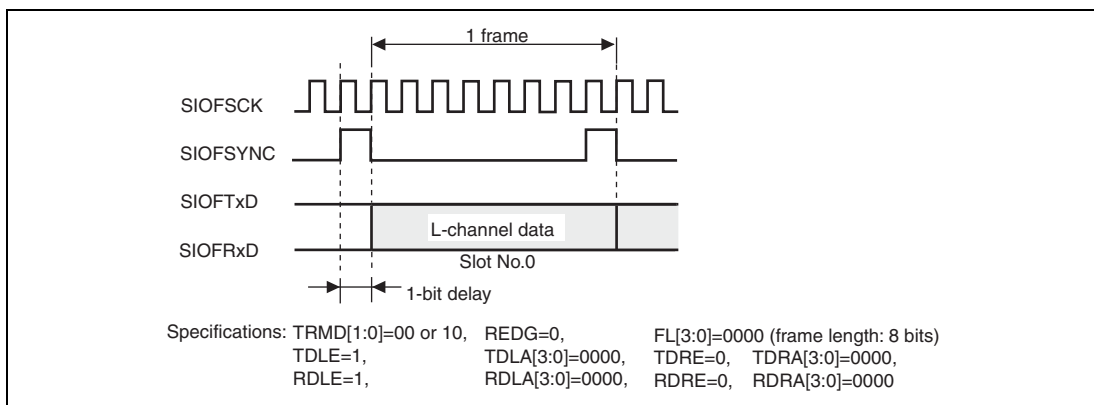 1 frame
SIOFSCK
SIOFSYNC
SIOFTxD
L-channel data
SIOFRxD
Slot No.0
1-bit delay
Specifications: TRMD[1:0]=00 or 10, REDG=0, FL[3:0]=0000 (frame length: 8 bits)
TDLE=1, TDLA[3:0]=0000, TDRE=0, TDRA[3:0]=0000,
RDLE=1, RDLA[3:0]=0000, RDRE=0, RDRA[3:0]=0000